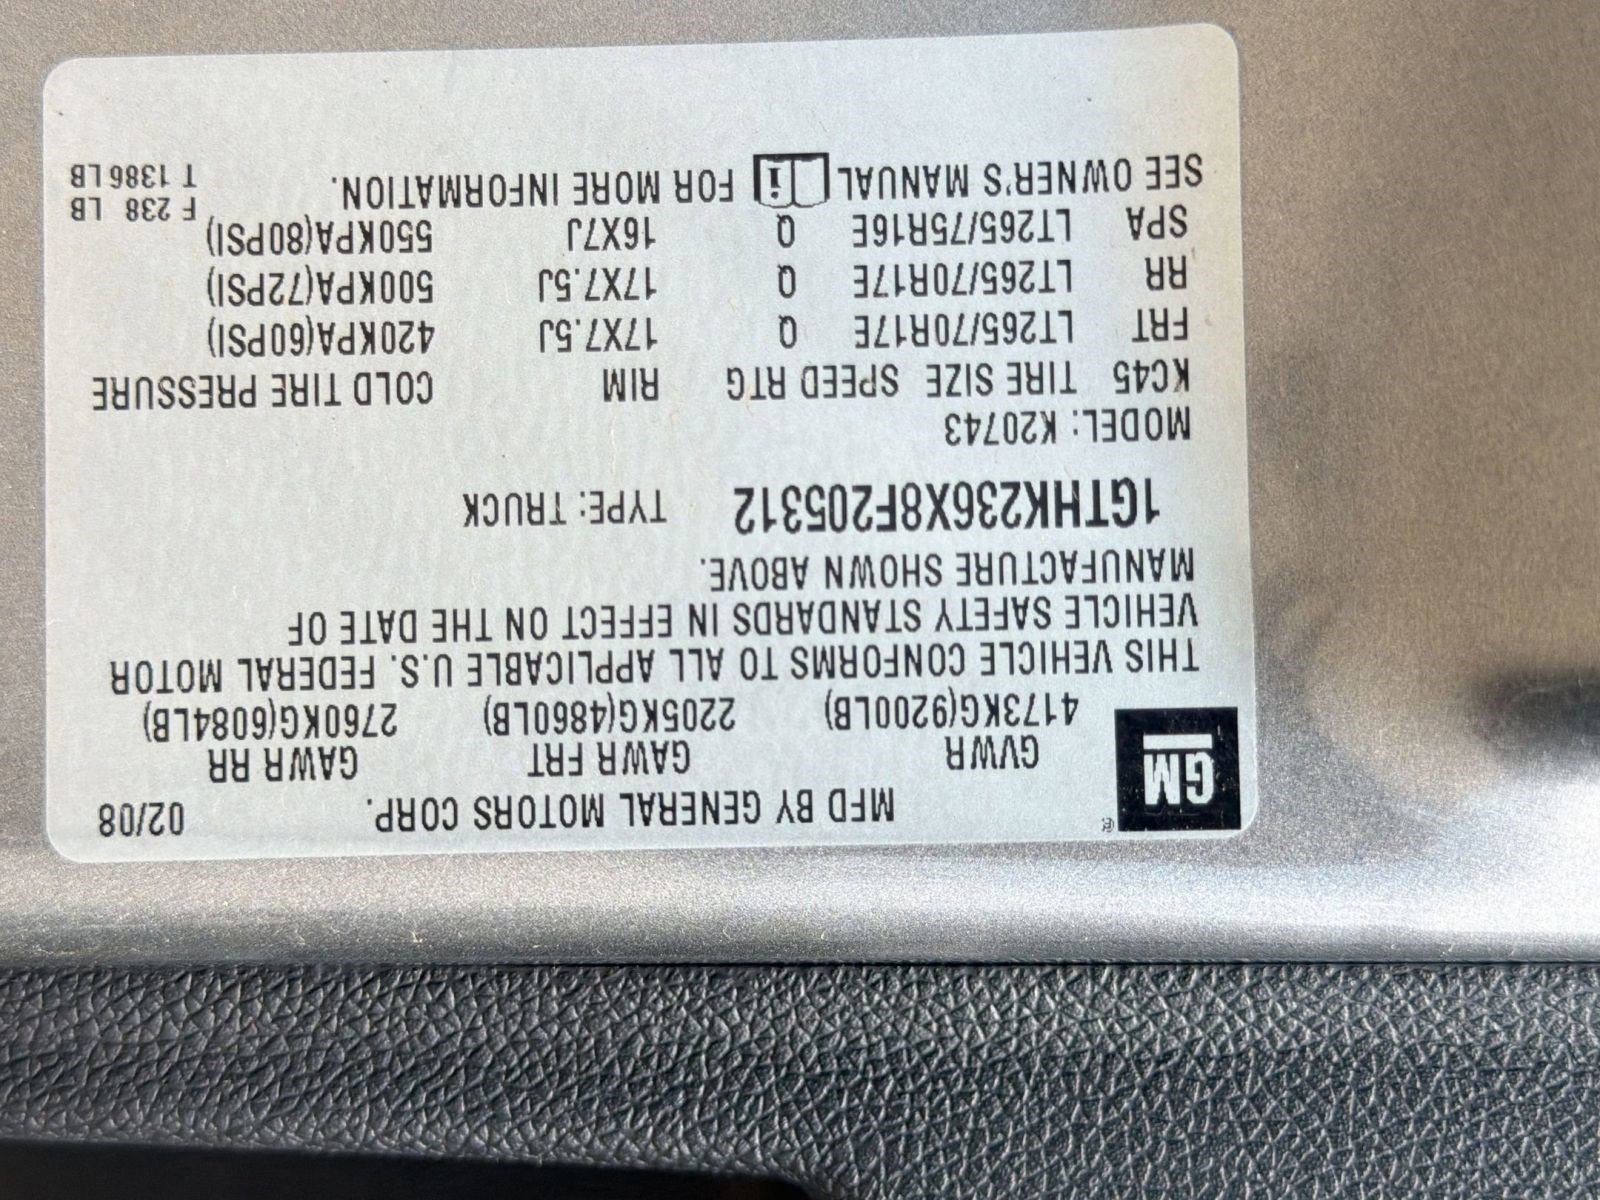 GM ® MFD BY GENERAL MOTORS CORP. 02/08
GVWR GAWR FRT GAWR RR
4173KG(9200LB) 2205KG(4860LB) 2760KG(6084LB)
THIS VEHICLE CONFORMS TO ALL APPLICABLE U.S. FEDERAL MOTOR
VEHICLE SAFETY STANDARDS IN EFFECT ON THE DATE OF
MANUFACTURE SHOWN ABOVE.
1GTHK236X8F205312 TYPE: TRUCK
MODEL: K20743
KC45 TIRE SIZE SPEED RTG RIM COLD TIRE PRESSURE
FRT LT265/70R17E Q 17X7.5J 420KPA(60PSI)
RR LT265/70R17E Q 17X7.5J 500KPA(72PSI)
SPA LT265/75R16E Q 16X7J 550KPA(80PSI)
SEE OWNER'S MANUAL i FOR MORE INFORMATION.
F 238 LB
T 1386 LB